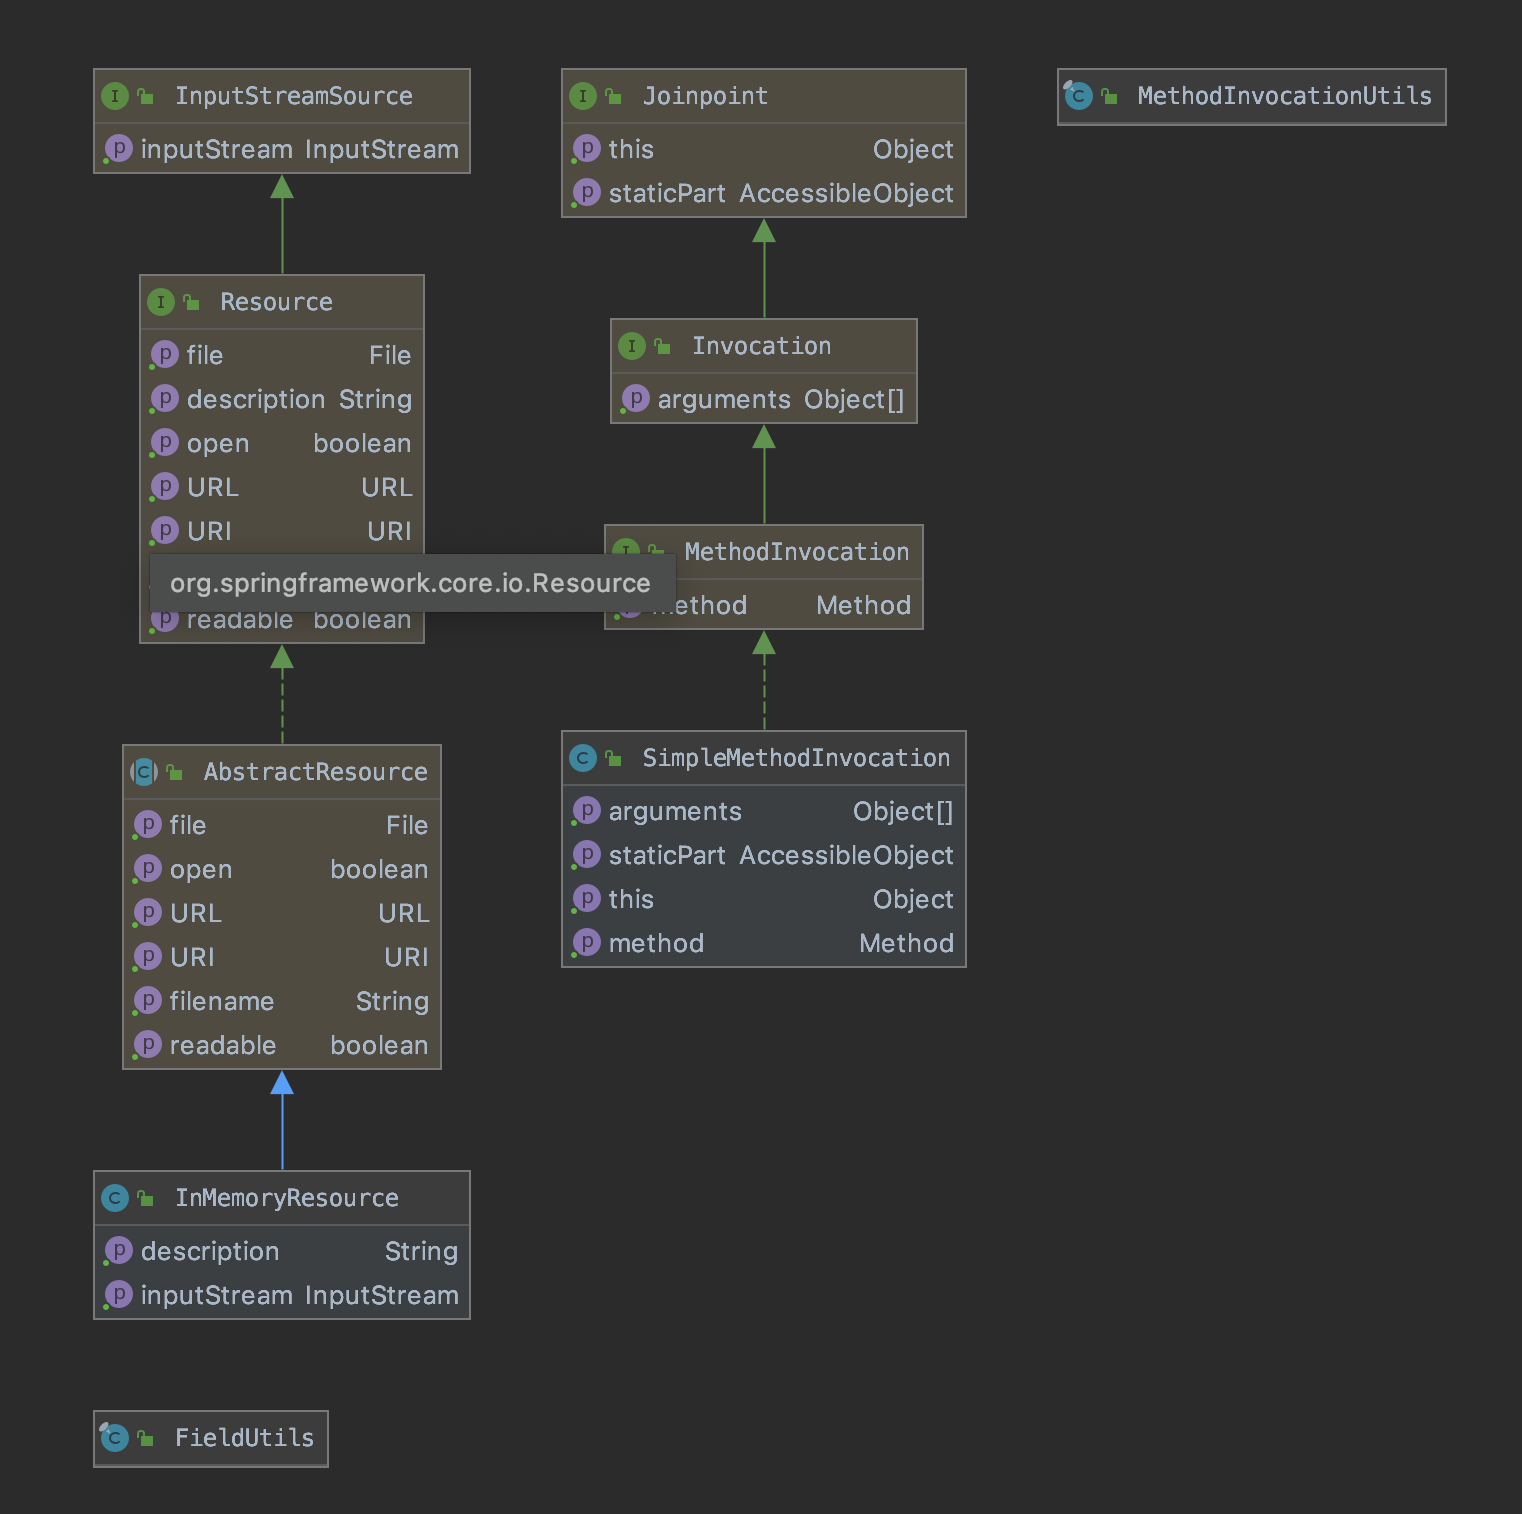 InputStreamSource
inputStream InputStream
Resource
file File
description String
open boolean
URL URL
URI URI
org.springframework.core.io.Resource
readable boolean
AbstractResource
file File
open boolean
URL URL
URI URI
filename String
readable boolean
InMemoryResource
description String
inputStream InputStream
FieldUtils
Joinpoint
this Object
staticPart AccessibleObject
Invocation
arguments Object[]
MethodInvocation
method Method
SimpleMethodInvocation
arguments Object[]
staticPart AccessibleObject
this Object
method Method
MethodInvocationUtils